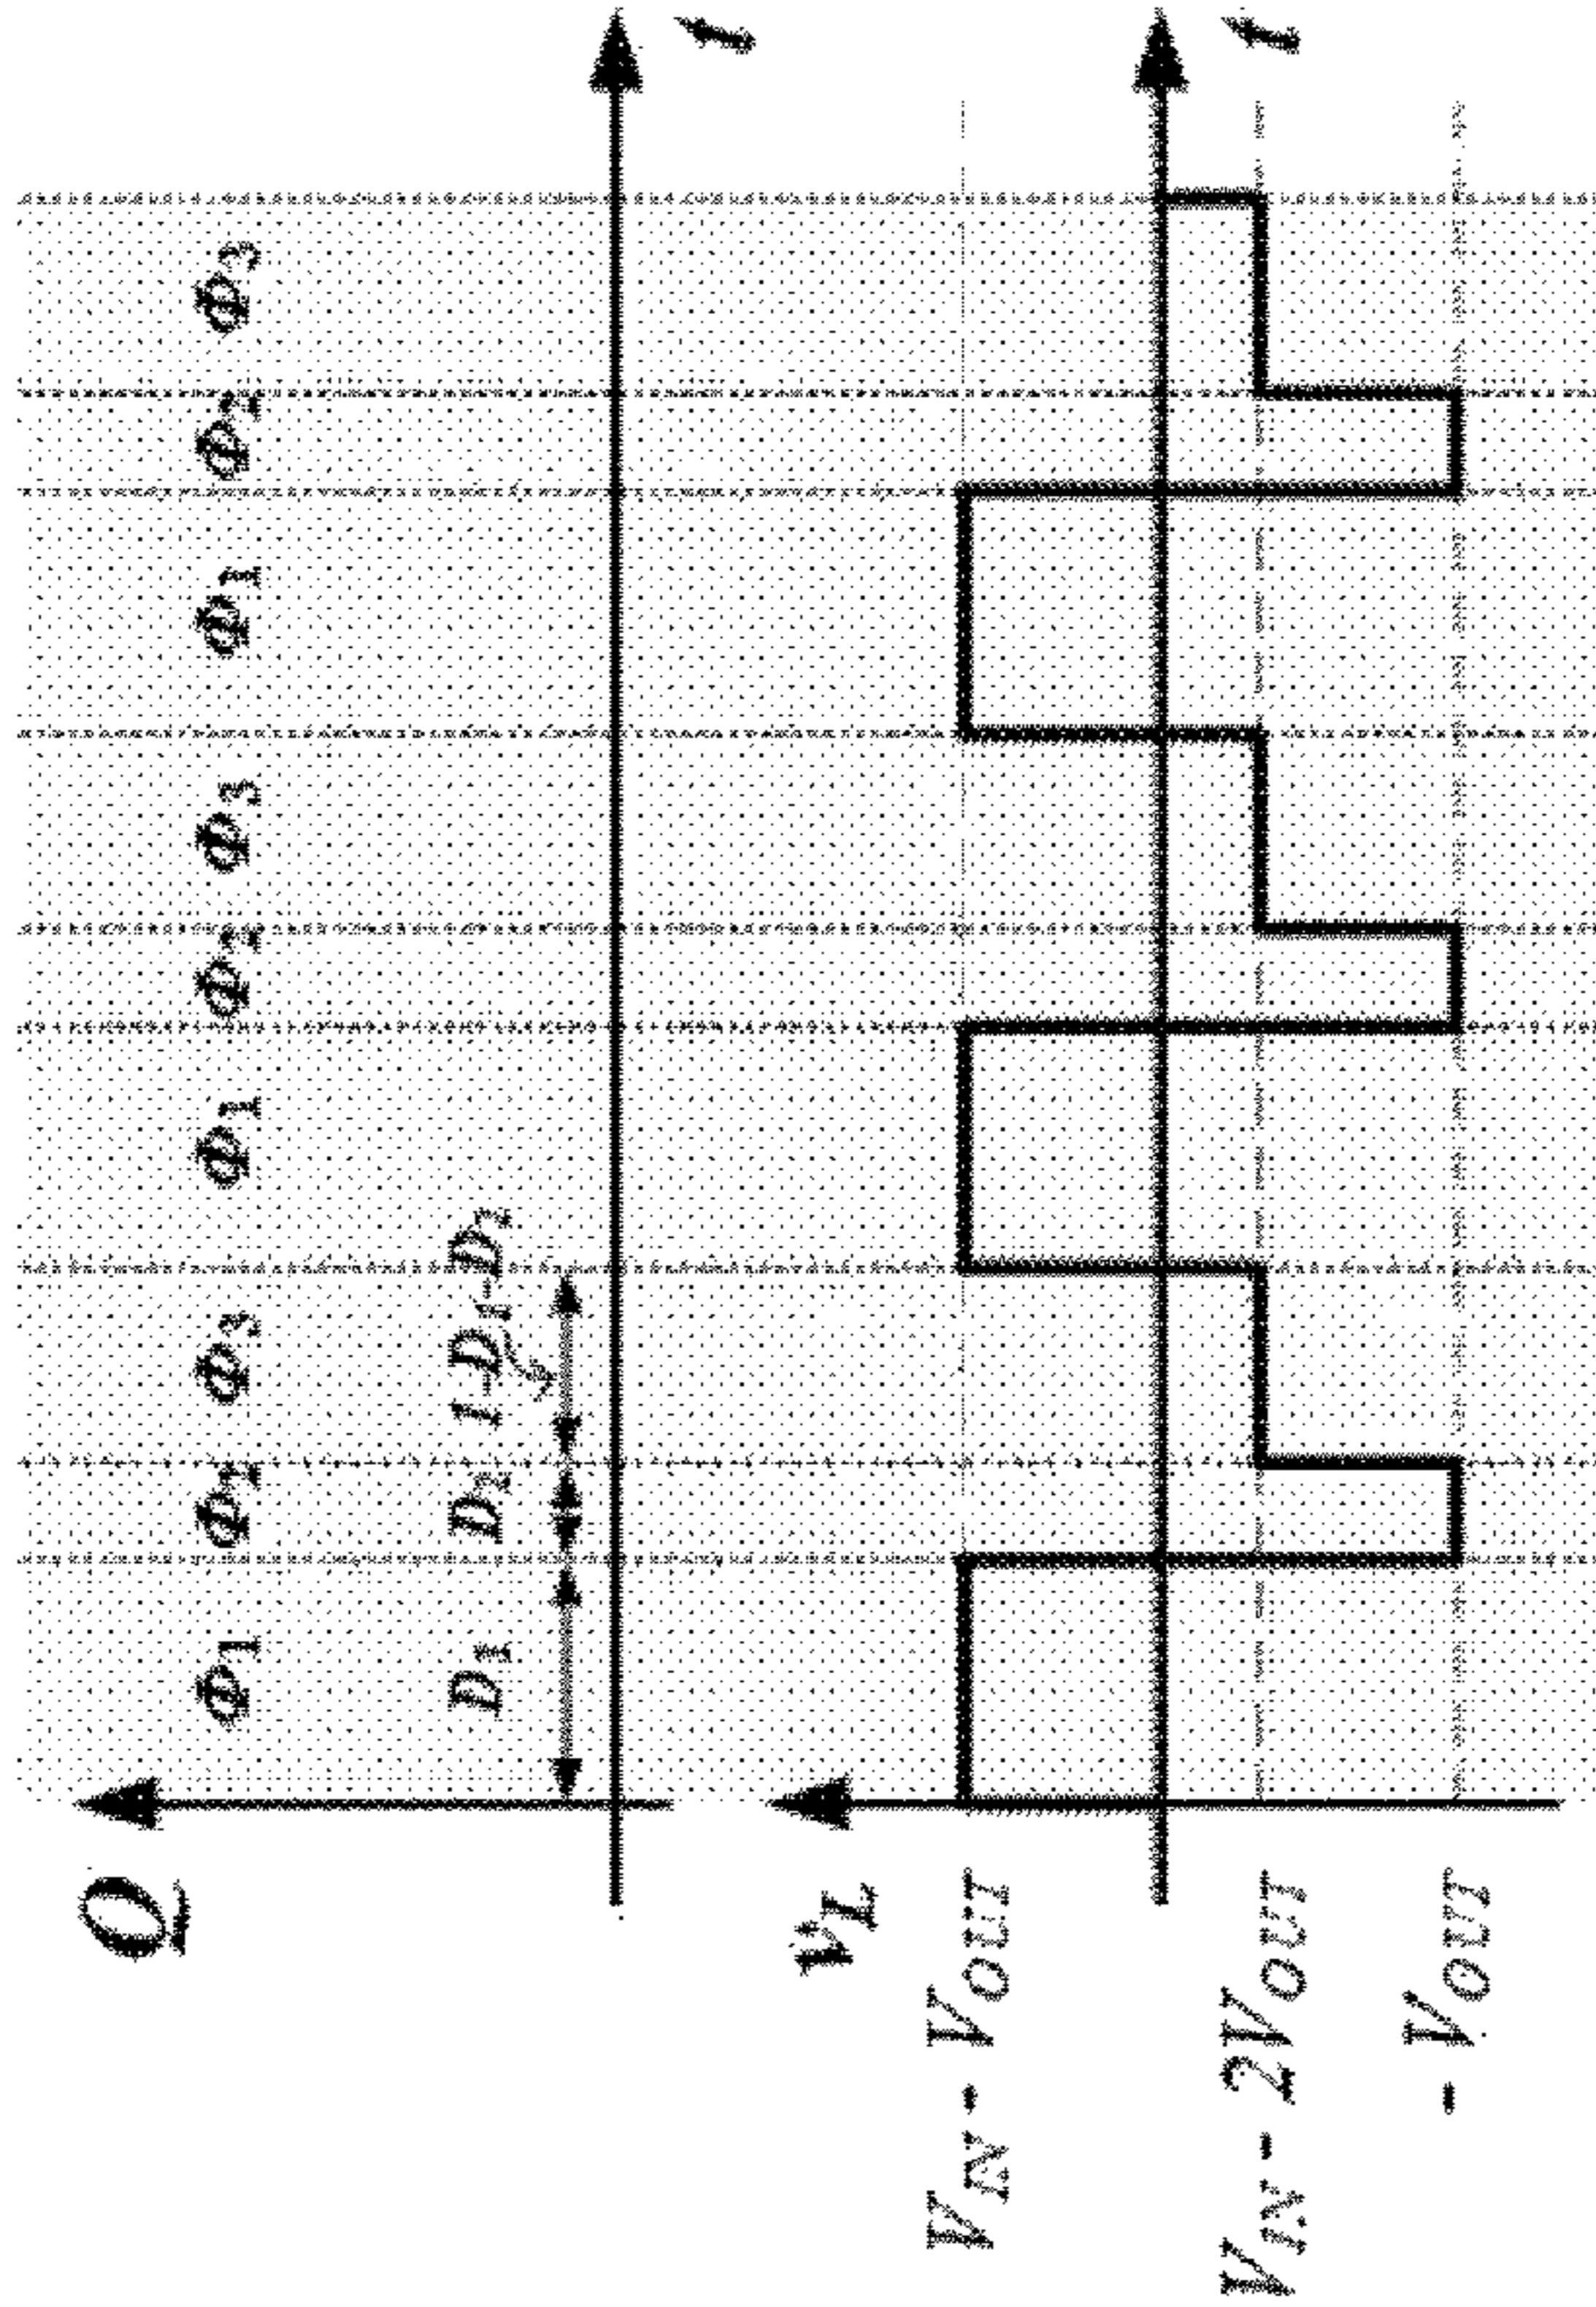 Q
Φ1 Φ2 Φ3 Φ1 Φ2 Φ3 Φ1 Φ2 Φ3
D1 D2 1-D1-D2
t
vL
VIN - VOUT
t
VIN - 2VOUT
- VOUT